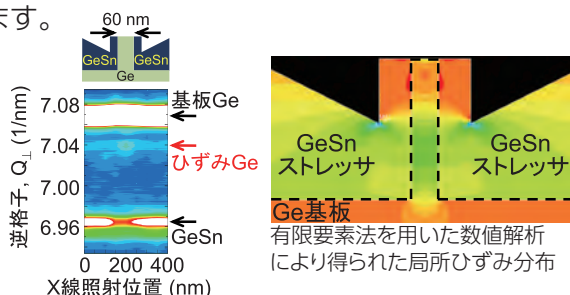 ます。
60 nm
GeSn
GeSn
Ge
逆格子, Q⊥ (1/nm)
7.08
7.04
7.00
6.96
基板Ge
ひずみGe
GeSn
0 200 400
X線照射位置 (nm)
GeSn
ストレッサ
GeSn
ストレッサ
Ge基板
有限要素法を用いた数値解析
により得られた局所ひずみ分布